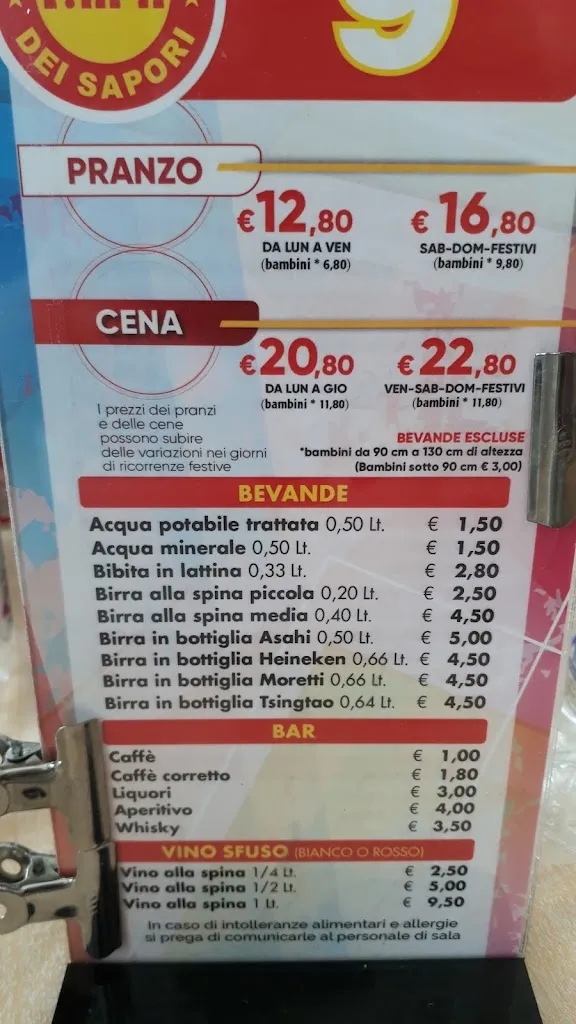 DEI SAPORI
PRANZO
€ 12,80
DA LUN A VEN
(bambini * 6,80)
€ 16,80
SAB-DOM-FESTIVI
(bambini * 9,80)
CENA
€ 20,80
DA LUN A GIO
(bambini * 11,80)
€ 22,80
VEN-SAB-DOM-FESTIVI
(bambini * 11,80)
I prezzi dei pranzi
e delle cene
possono subire
delle variazioni nei giorni
di ricorrenze festive
BEVANDE ESCLUSE
*bambini da 90 cm a 130 cm di altezza
(Bambini sotto 90 cm € 3,00)
BEVANDE
Acqua potabile trattata 0,50 Lt. € 1,50
Acqua minerale 0,50 Lt. € 1,50
Bibita in lattina 0,33 Lt. € 2,80
Birra alla spina piccola 0,20 Lt. € 2,50
Birra alla spina media 0,40 Lt. € 4,50
Birra in bottiglia Asahi 0,50 Lt. € 5,00
Birra in bottiglia Heineken 0,66 Lt. € 4,50
Birra in bottiglia Moretti 0,66 Lt. € 4,50
Birra in bottiglia Tsingtao 0,64 Lt. € 4,50
BAR
Caffè € 1,00
Caffè corretto € 1,80
Liquori € 3,00
Aperitivo € 4,00
Whisky € 3,50
VINO SFUSO (BIANCO O ROSSO)
Vino alla spina 1/4 Lt. € 2,50
Vino alla spina 1/2 Lt. € 5,00
Vino alla spina 1 Lt. € 9,50
In caso di intolleranze alimentari e allergie
si prega di comunicarle al personale di sala